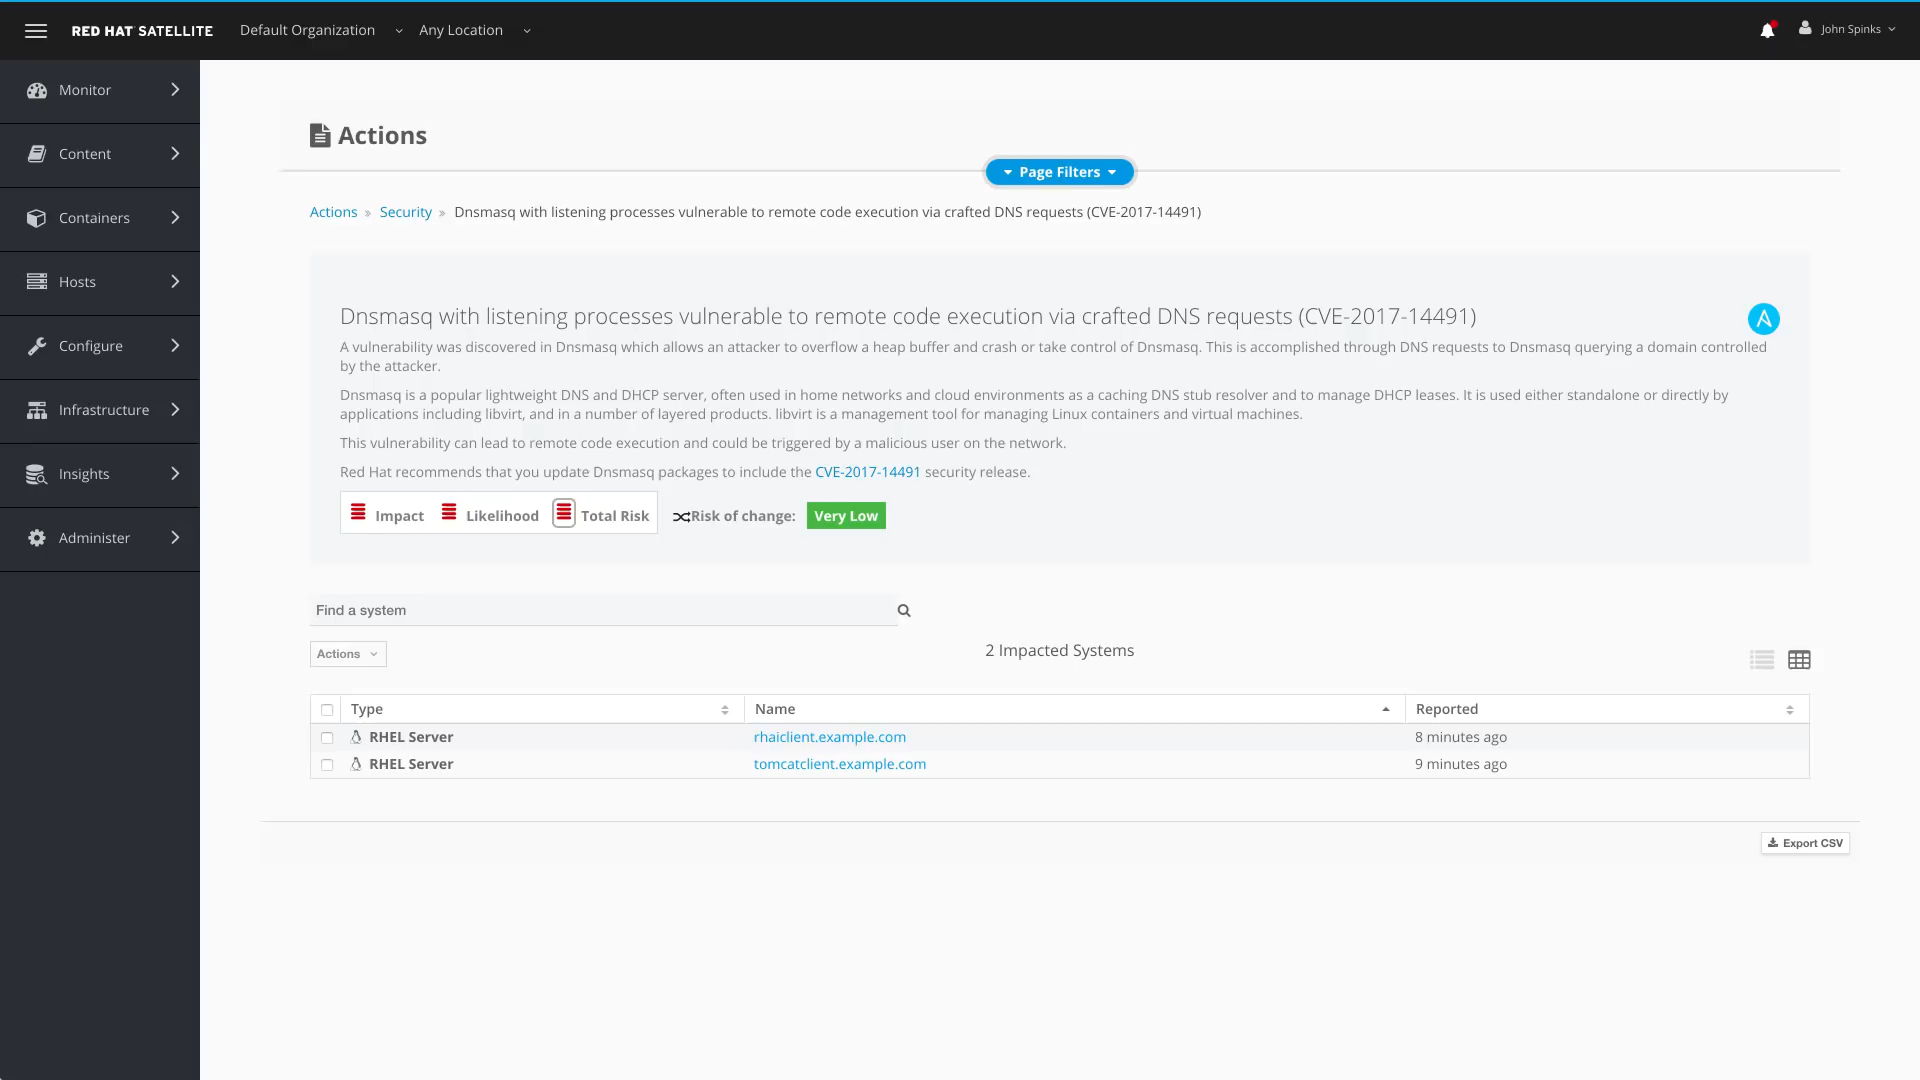 RED HAT SATELLITE Default Organization Any Location John Spinks
Monitor
Content
Containers
Hosts
Configure
Infrastructure
Insights
Administer
Actions
Page Filters
Actions » Security » Dnsmasq with listening processes vulnerable to remote code execution via crafted DNS requests (CVE-2017-14491)
Dnsmasq with listening processes vulnerable to remote code execution via crafted DNS requests (CVE-2017-14491)
A vulnerability was discovered in Dnsmasq which allows an attacker to overflow a heap buffer and crash or take control of Dnsmasq. This is accomplished through DNS requests to Dnsmasq querying a domain controlled
by the attacker.
Dnsmasq is a popular lightweight DNS and DHCP server, often used in home networks and cloud environments as a caching DNS stub resolver and to manage DHCP leases. It is used either standalone or directly by
applications including libvirt, and in a number of layered products. libvirt is a management tool for managing Linux containers and virtual machines.
This vulnerability can lead to remote code execution and could be triggered by a malicious user on the network.
Red Hat recommends that you update Dnsmasq packages to include the CVE-2017-14491 security release.
Impact Likelihood Total Risk Risk of change: Very Low
Find a system
Actions 2 Impacted Systems
Type Name Reported
RHEL Server rhaiclient.example.com 8 minutes ago
RHEL Server tomcatclient.example.com 9 minutes ago
Export CSV